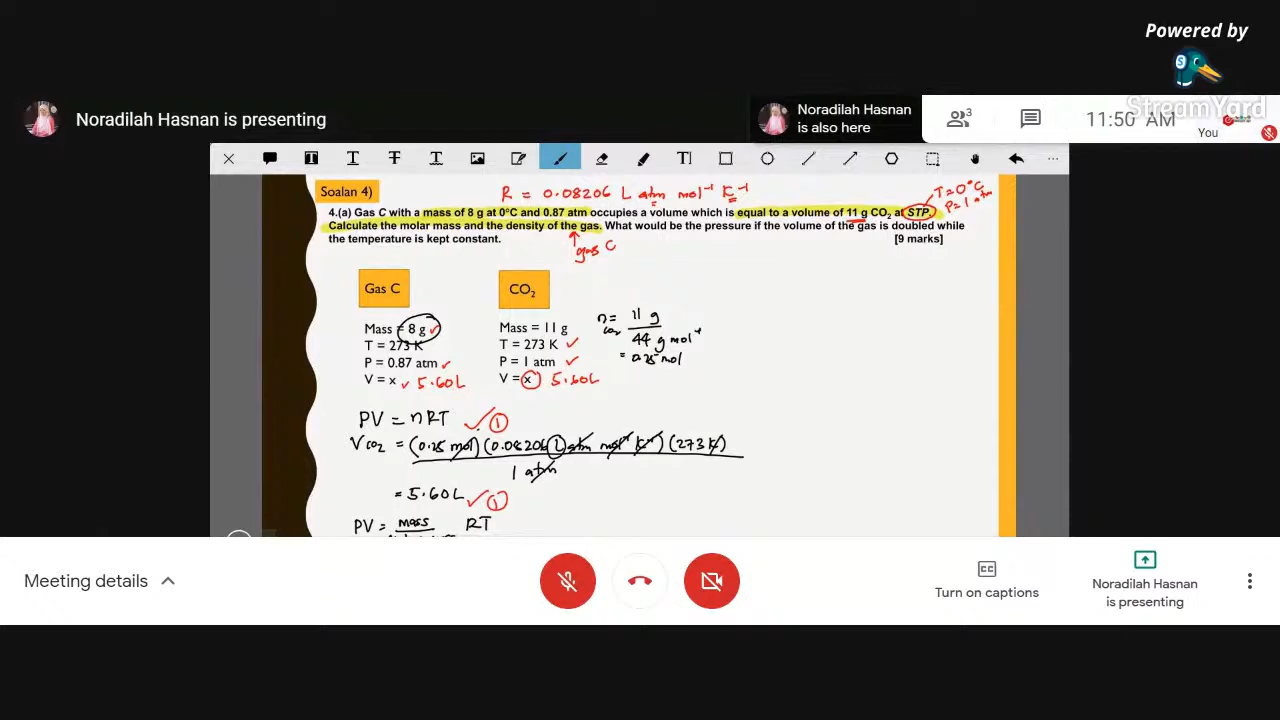 Powered by
StreamYard
Noradilah Hasnan is presenting
Noradilah Hasnan
is also here
3
11:50 AM
You
Soalan 4)
R = 0.08206 L atm mol⁻¹ K⁻¹
T=0°C
P=1 atm
4.(a) Gas C with a mass of 8 g at 0°C and 0.87 atm occupies a volume which is equal to a volume of 11 g CO₂ at STP.
Calculate the molar mass and the density of the gas. What would be the pressure if the volume of the gas is doubled while
the temperature is kept constant. [9 marks]
gas C
Gas C
CO₂
Mass = 8 g
T = 273 K
P = 0.87 atm
V = x 5.60L
Mass = 11 g
T = 273 K
P = 1 atm
V = x 5.60L
n CO₂ = 11 g
44 g mol⁻¹
= 0.25 mol
PV = nRT 1
V CO₂ = (0.25 mol) (0.08206 L atm mol⁻¹ K⁻¹) (273 K)
1 atm
= 5.60L 1
PV = mass RT
Meeting details
Turn on captions
Noradilah Hasnan
is presenting